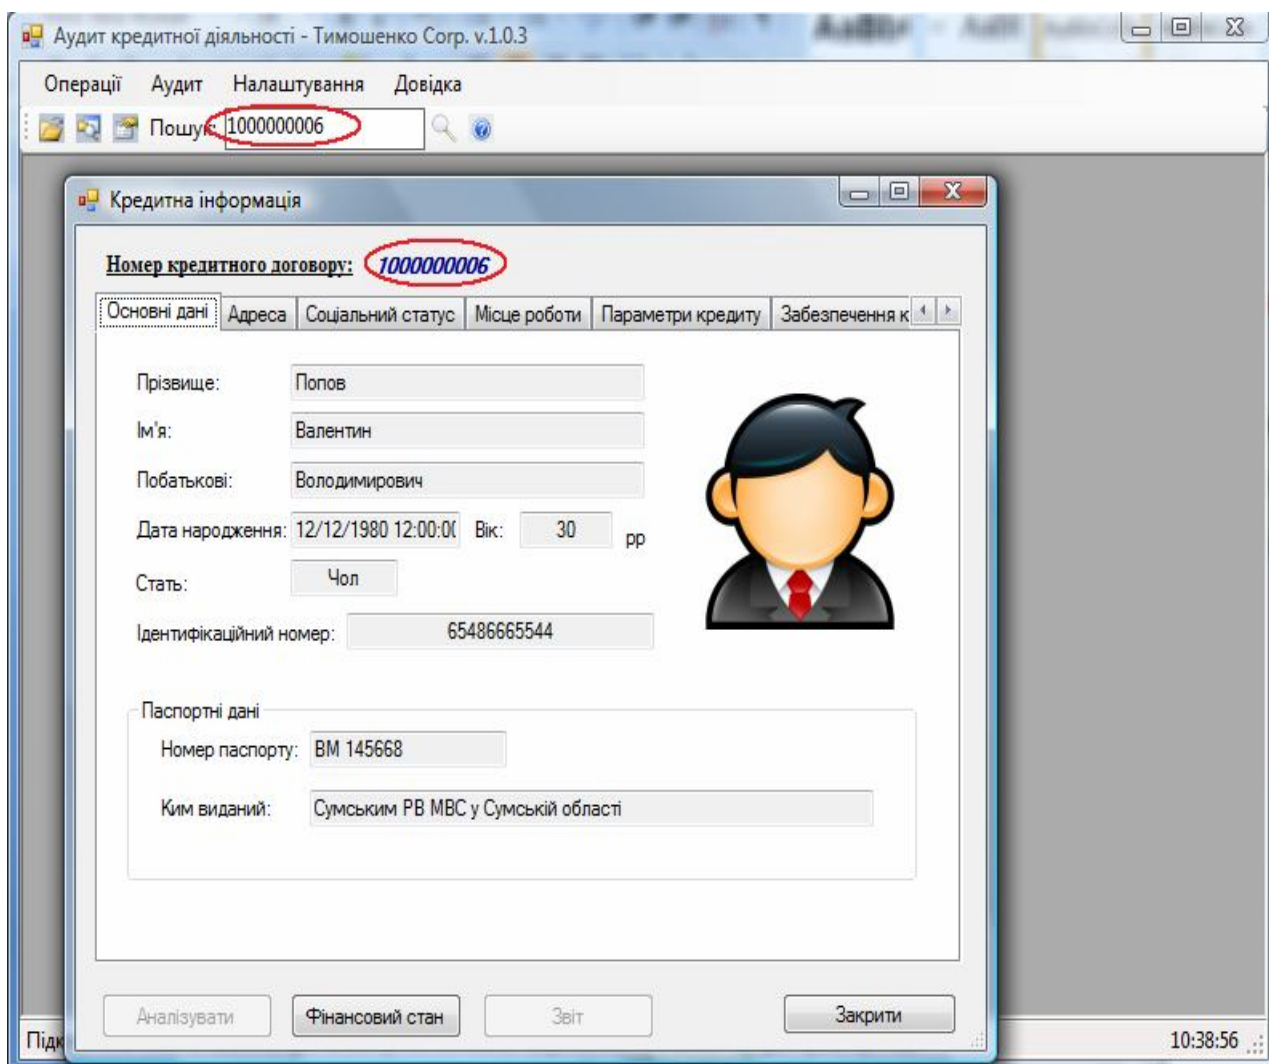 Аудит кредитної діяльності - Тимошенко Corp. v.1.0.3
Операції Аудит Налаштування Довідка
Пошук: 1000000006
Кредитна інформація
Номер кредитного договору: 1000000006
Основні дані Адреса Соціальний статус Місце роботи Параметри кредиту Забезпечення к
Прізвище: Попов
Ім'я: Валентин
Побатькові: Володимирович
Дата народження: 12/12/1980 12:00:0( Вік: 30 рр
Стать: Чол
Ідентифікаційний номер: 65486665544
Паспортні дані
Номер паспорту: ВМ 145668
Ким виданий: Сумським РВ МВС у Сумській області
Аналізувати Фінансовий стан Звіт Закрити
Підк 10:38:56